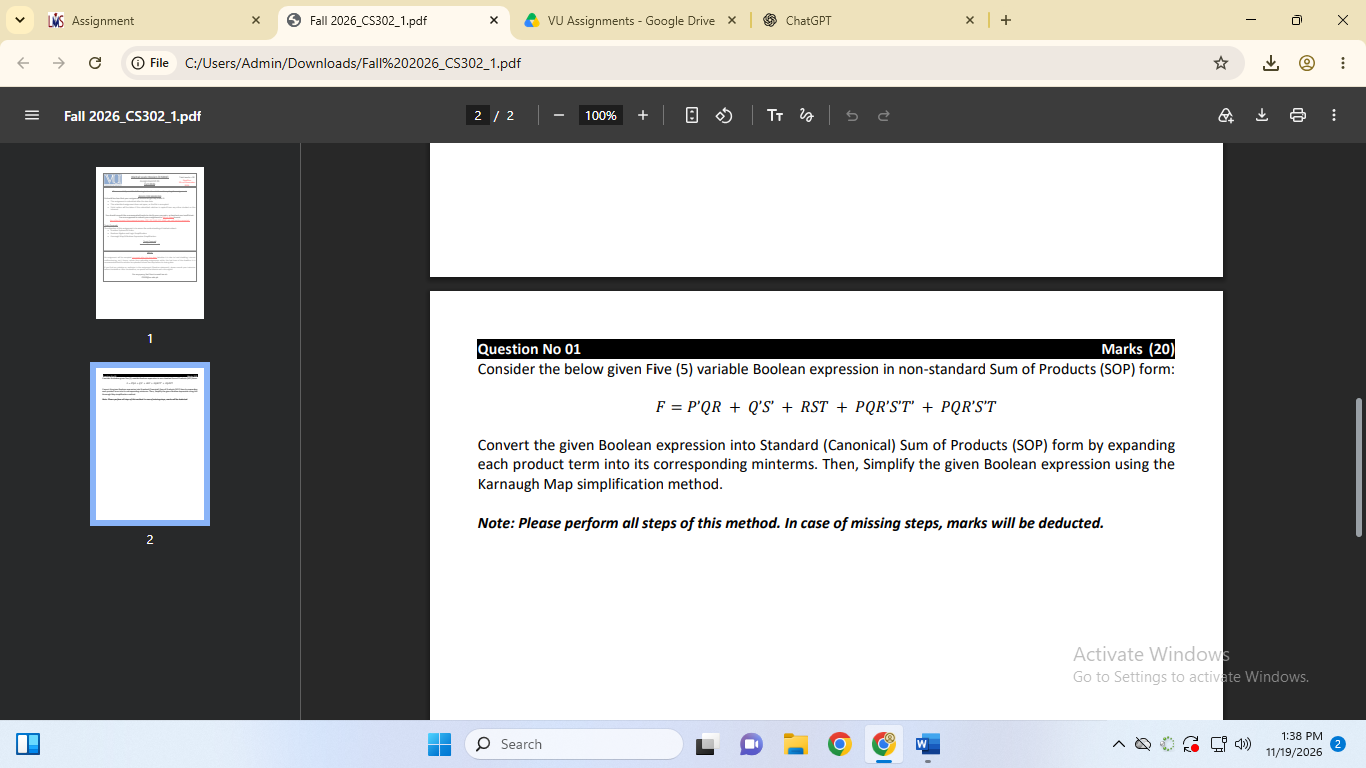 Assignment
Fall 2026_CS302_1.pdf
VU Assignments - Google Drive
ChatGPT
File
C:/Users/Admin/Downloads/Fall%202026_CS302_1.pdf
Fall 2026_CS302_1.pdf
2 / 2
100%
1
2
Question No 01 Marks (20)
Consider the below given Five (5) variable Boolean expression in non-standard Sum of Products (SOP) form:
F = P'QR + Q'S' + RST + PQR'S'T' + PQR'S'T
Convert the given Boolean expression into Standard (Canonical) Sum of Products (SOP) form by expanding
each product term into its corresponding minterms. Then, Simplify the given Boolean expression using the
Karnaugh Map simplification method.
Note: Please perform all steps of this method. In case of missing steps, marks will be deducted.
Activate Windows
Go to Settings to activate Windows.
Search
1:38 PM
11/19/2026
2